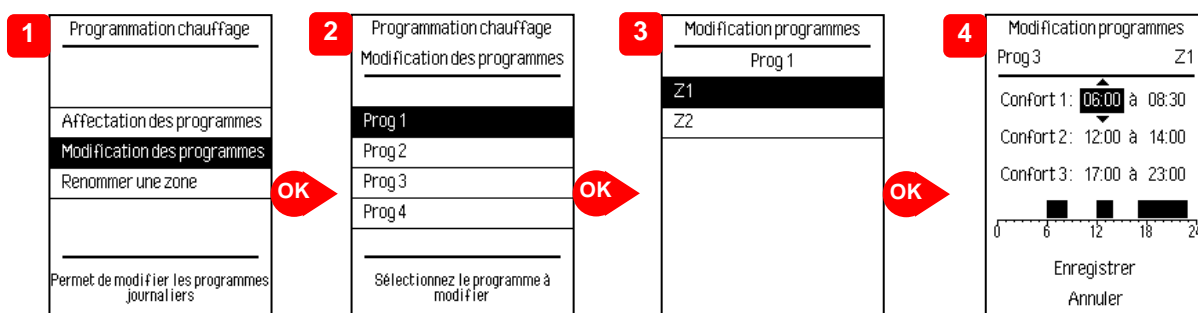 1
Programmation chauffage
Affectation des programmes
Modification des programmes
Renommer une zone
Permet de modifier les programmes
journaliers
OK
2
Programmation chauffage
Modification des programmes
Prog 1
Prog 2
Prog 3
Prog 4
Sélectionnez le programme à
modifier
OK
3
Modification programmes
Prog 1
Z1
Z2
OK
4
Modification programmes
Prog 3 Z1
Confort 1: 06:00 à 08:30
Confort 2: 12:00 à 14:00
Confort 3: 17:00 à 23:00
0 6 12 18 24
Enregistrer
Annuler